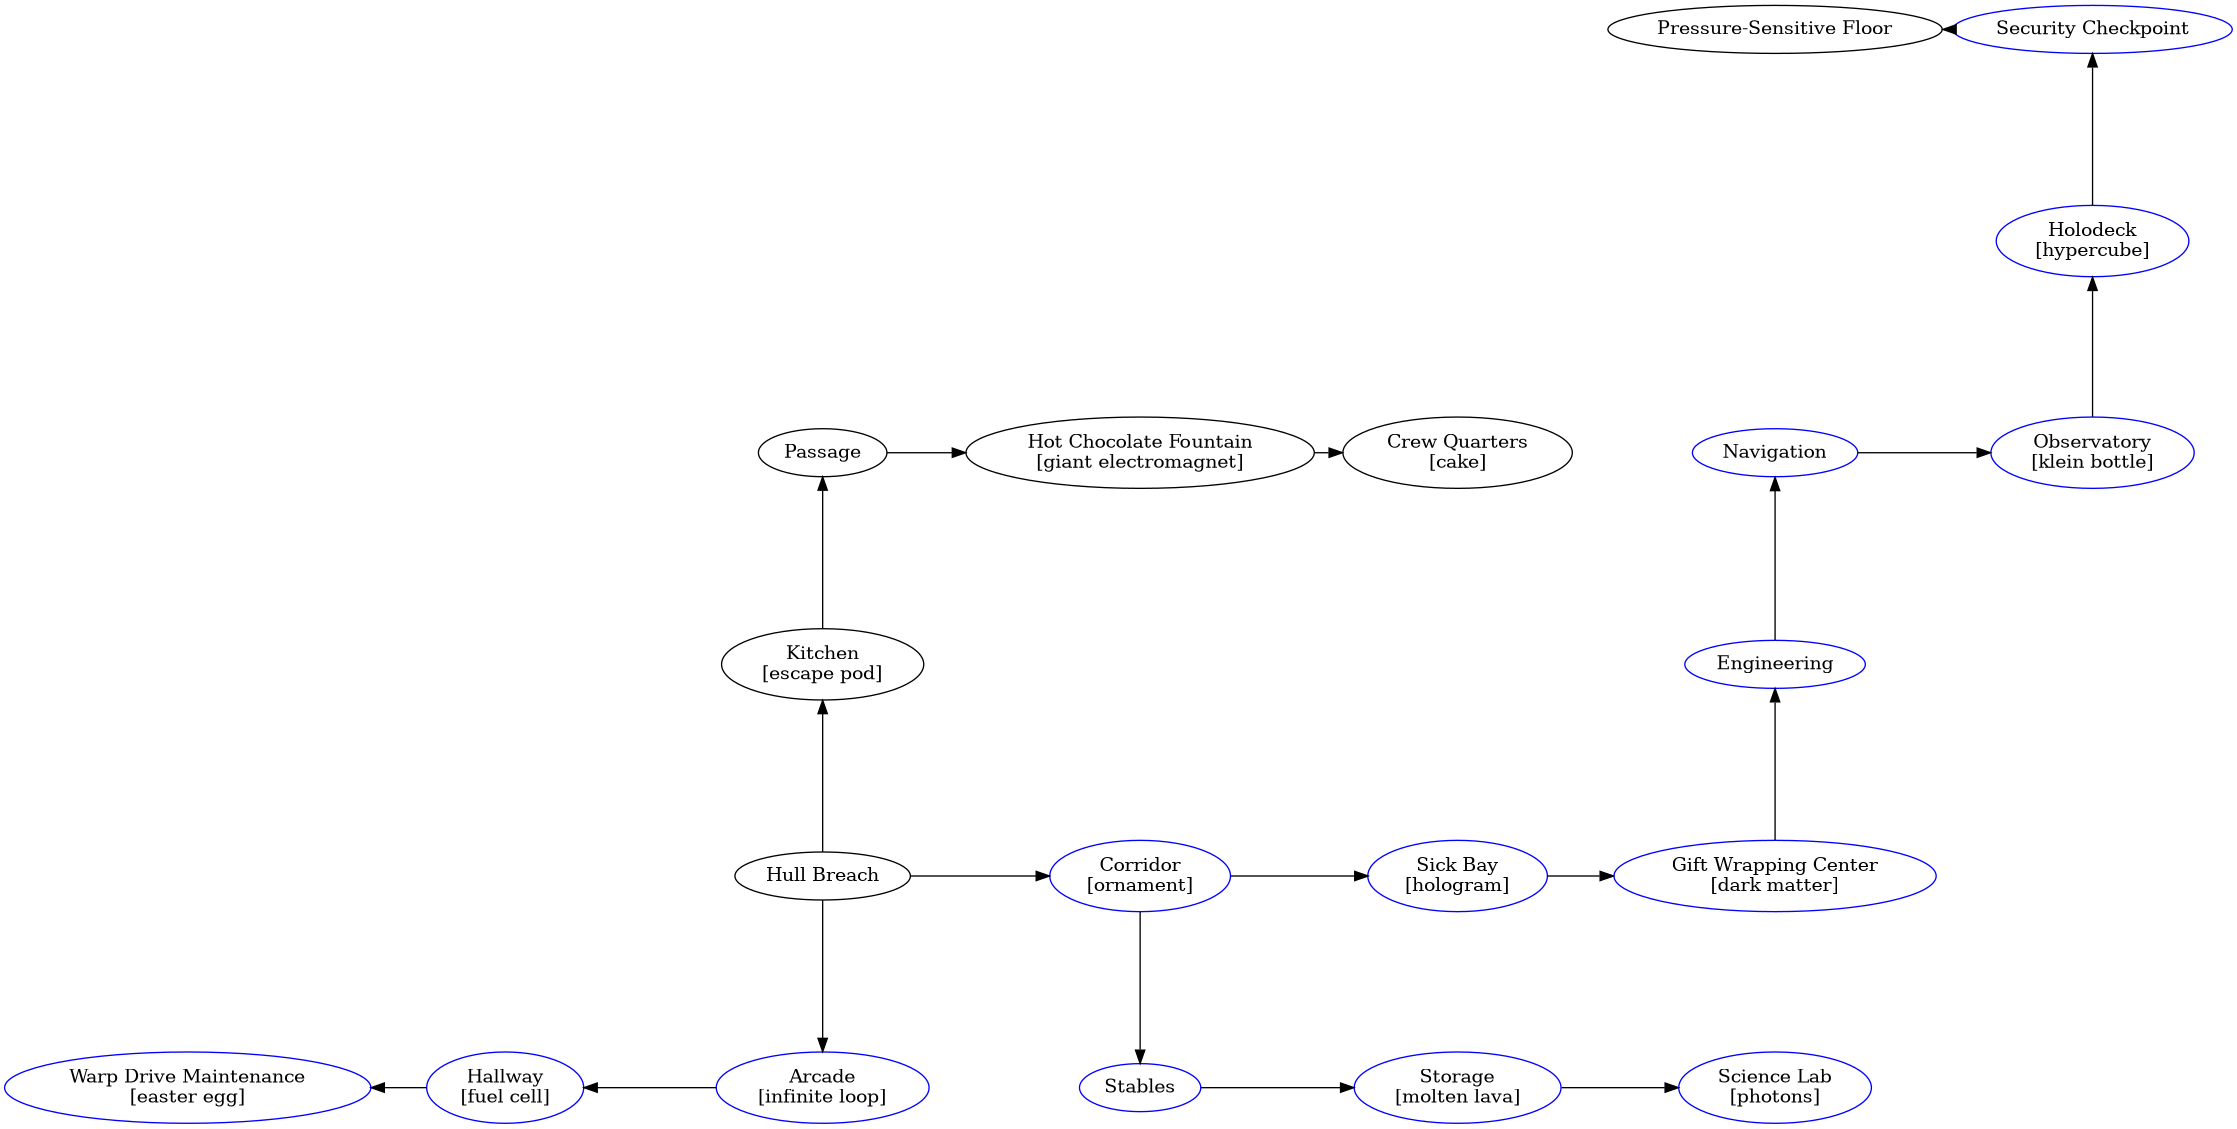 Pressure-Sensitive Floor
Security Checkpoint
Holodeck
[hypercube]
Passage
Hot Chocolate Fountain
[giant electromagnet]
Crew Quarters
[cake]
Navigation
Observatory
[klein bottle]
Kitchen
[escape pod]
Engineering
Hull Breach
Corridor
[ornament]
Sick Bay
[hologram]
Gift Wrapping Center
[dark matter]
Warp Drive Maintenance
[easter egg]
Hallway
[fuel cell]
Arcade
[infinite loop]
Stables
Storage
[molten lava]
Science Lab
[photons]